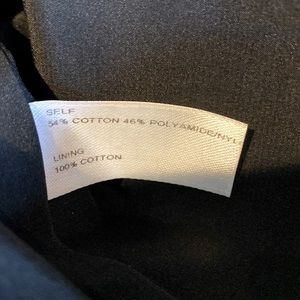 SELF
54% COTTON 46% POLYAMIDE/NYL
LINING
100% COTTON